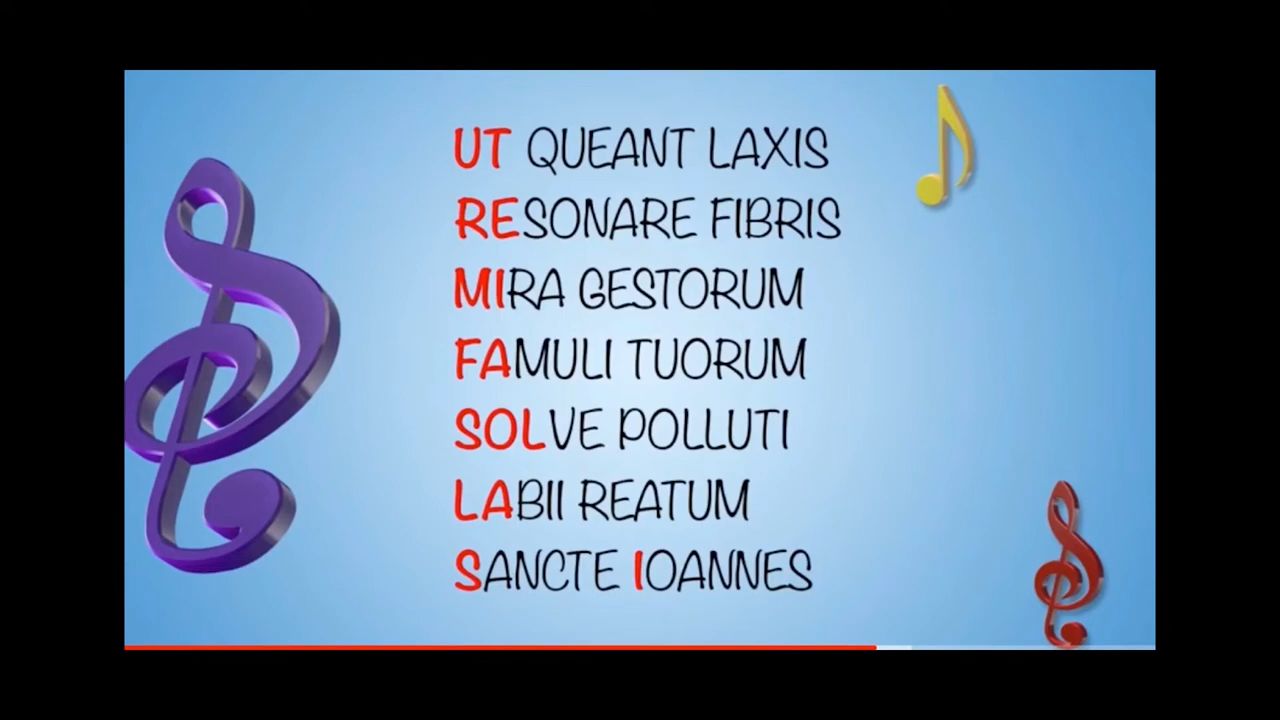 UT QUEANT LAXIS
RESONARE FIBRIS
MIRA GESTORUM
FAMULI TUORUM
SOLVE POLLUTI
LABII REATUM
SANCTE IOANNES